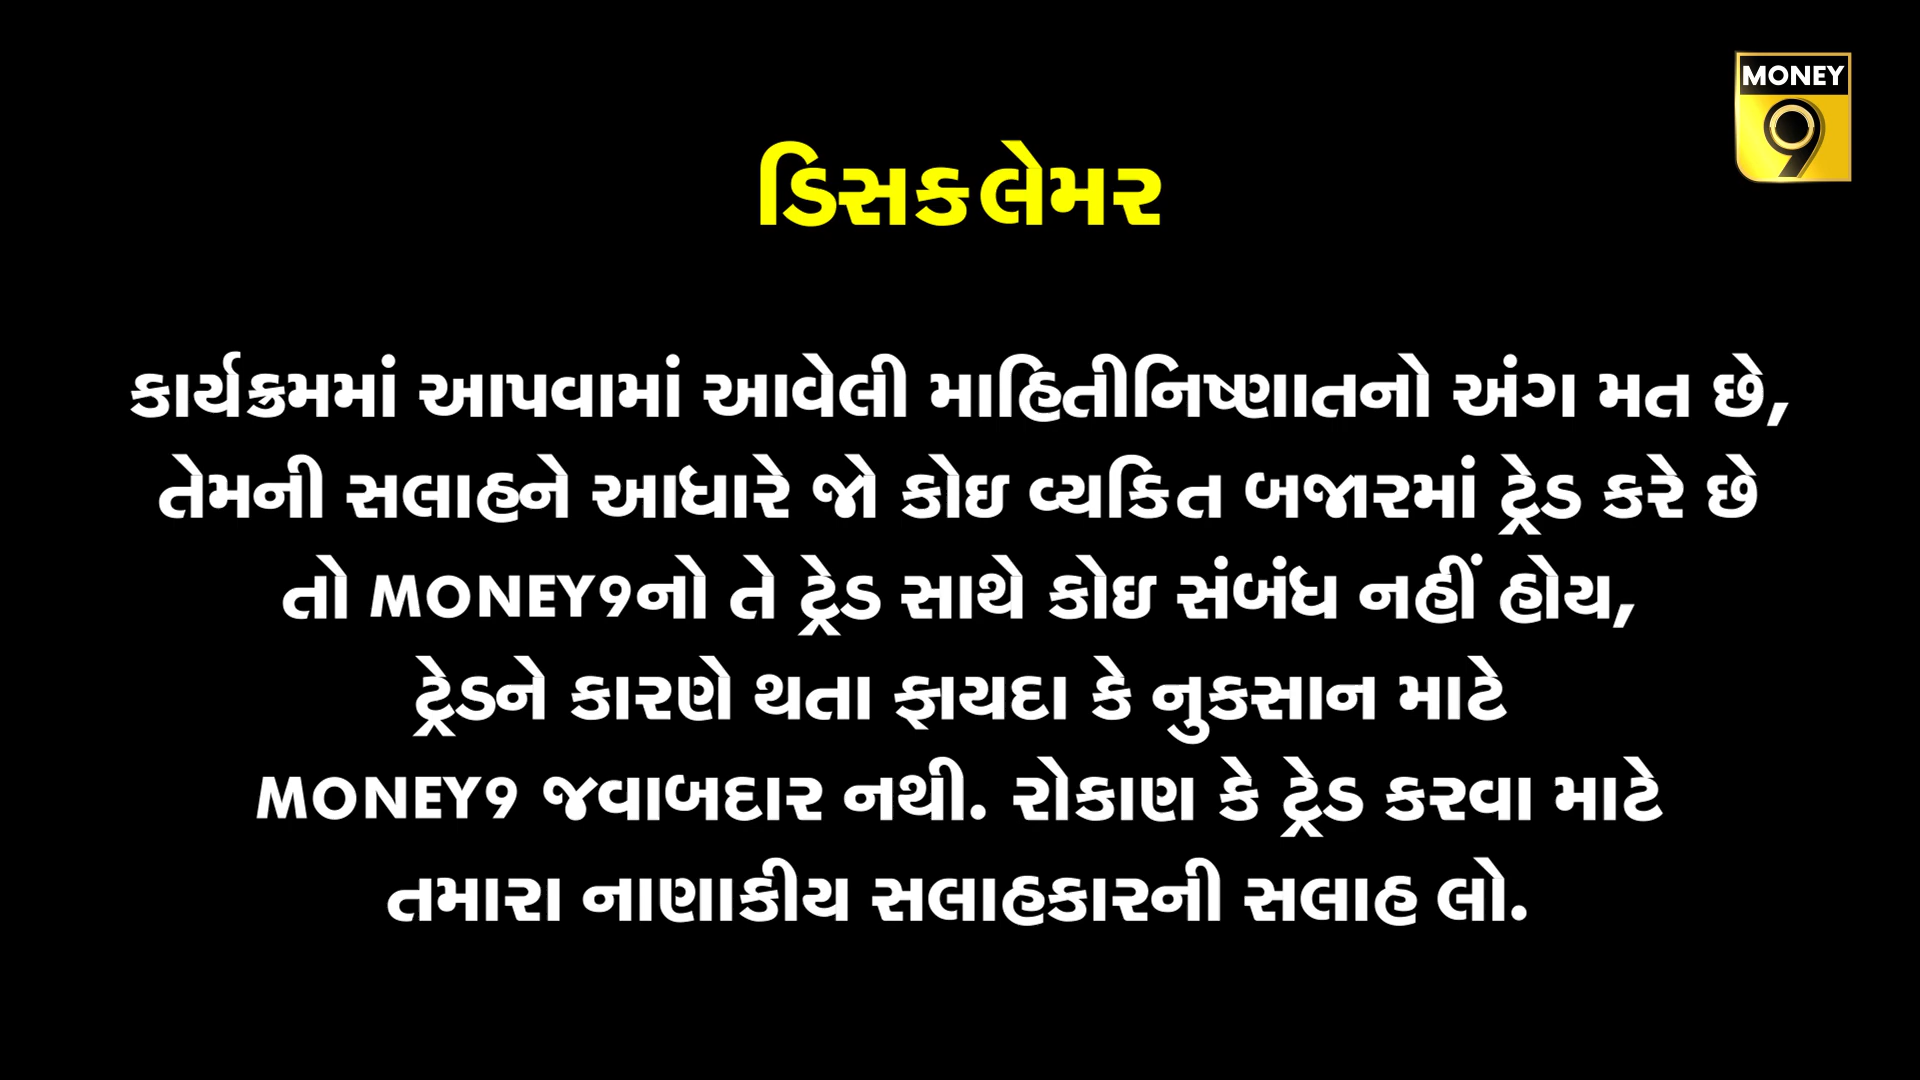 MONEY
9
ડિસકલેમર
કાર્યક્રમમાં આપવામાં આવેલી માહિતીનિષ્ણાતનો અંગ મત છે,
તેમની સલાહને આધારે જો કોઇ વ્યકિત બજારમાં ટ્રેડ કરે છે
તો MONEY9નો તે ટ્રેડ સાથે કોઇ સંબંધ નહીં હોય,
ટ્રેડને કારણે થતા ફાયદા કે નુકસાન માટે
MONEY9 જવાબદાર નથી. રોકાણ કે ટ્રેડ કરવા માટે
તમારા નાણાકીય સલાહકારની સલાહ લો.